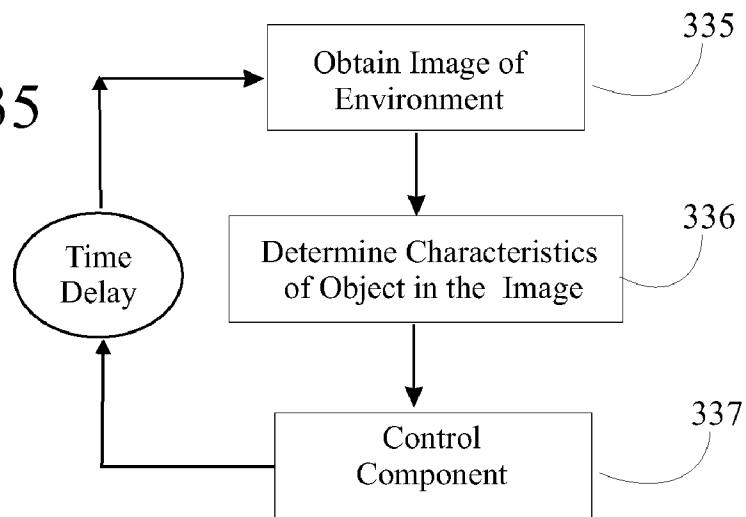 335
Obtain Image of
Environment
35
336
Time
Delay
Determine Characteristics
of Object in the Image
337
Control
Component